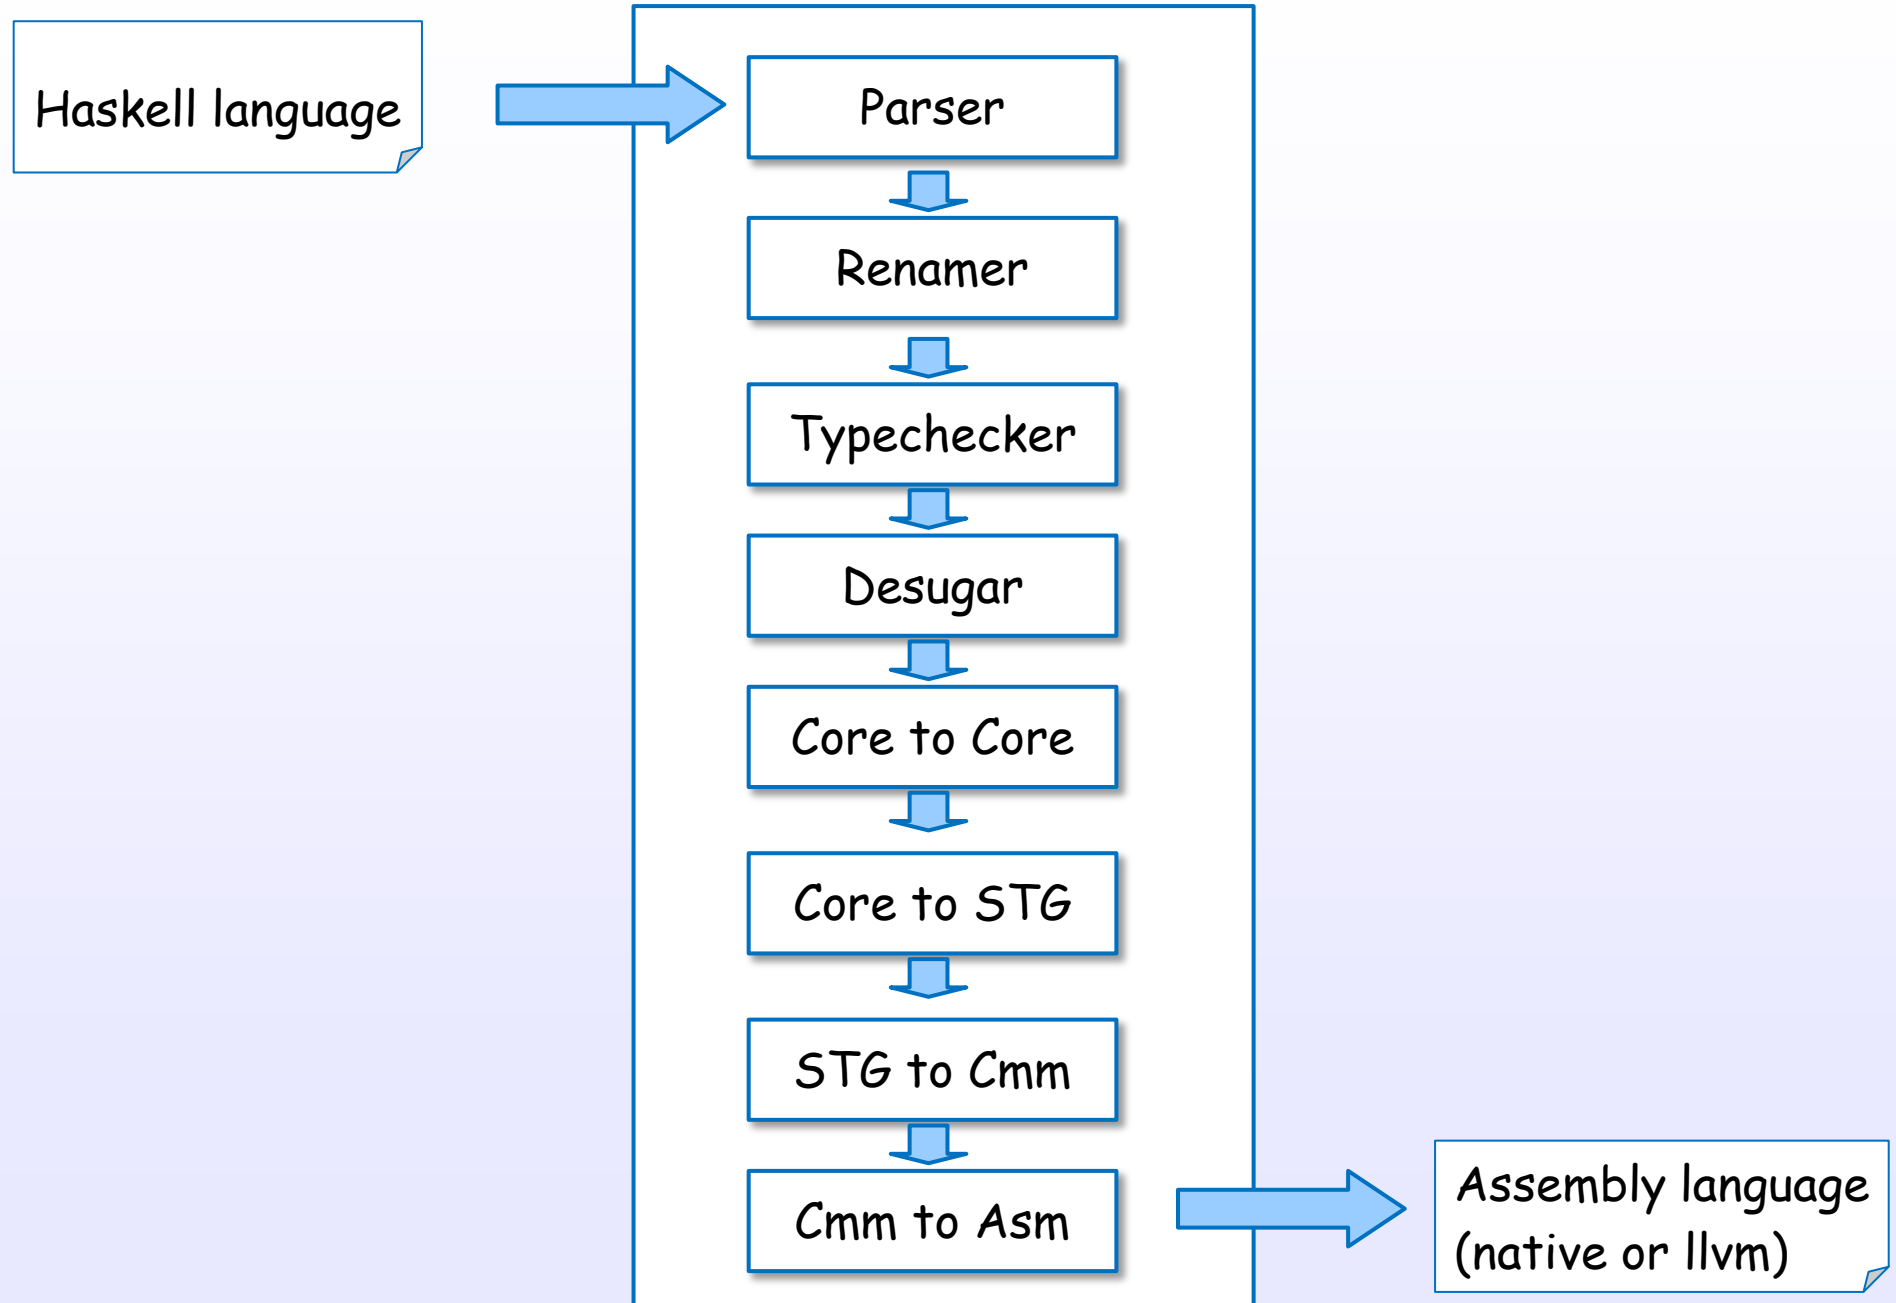 Haskell language
Parser
Renamer
Typechecker
Desugar
Core to Core
Core to STG
STG to Cmm
Cmm to Asm
Assembly language
(native or llvm)